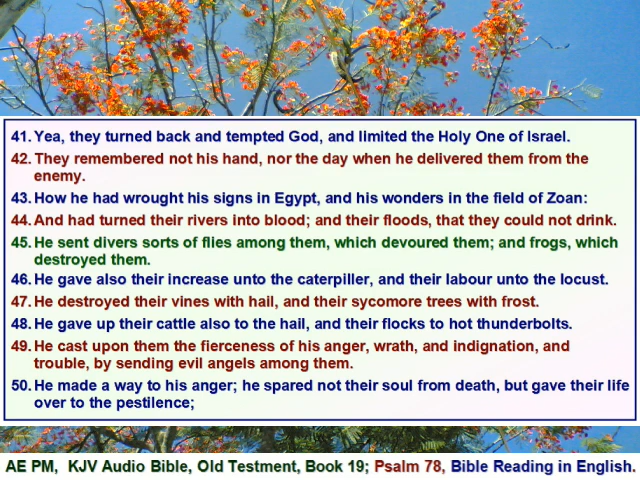 41. Yea, they turned back and tempted God, and limited the Holy One of Israel.
42. They remembered not his hand, nor the day when he delivered them from the
enemy.
43. How he had wrought his signs in Egypt, and his wonders in the field of Zoan:
44. And had turned their rivers into blood; and their floods, that they could not drink.
45. He sent divers sorts of flies among them, which devoured them; and frogs, which
destroyed them.
46. He gave also their increase unto the caterpiller, and their labour unto the locust.
47. He destroyed their vines with hail, and their sycomore trees with frost.
48. He gave up their cattle also to the hail, and their flocks to hot thunderbolts.
49. He cast upon them the fierceness of his anger, wrath, and indignation, and
trouble, by sending evil angels among them.
50. He made a way to his anger; he spared not their soul from death, but gave their life
over to the pestilence;
AE PM, KJV Audio Bible, Old Testment, Book 19; Psalm 78, Bible Reading in English.